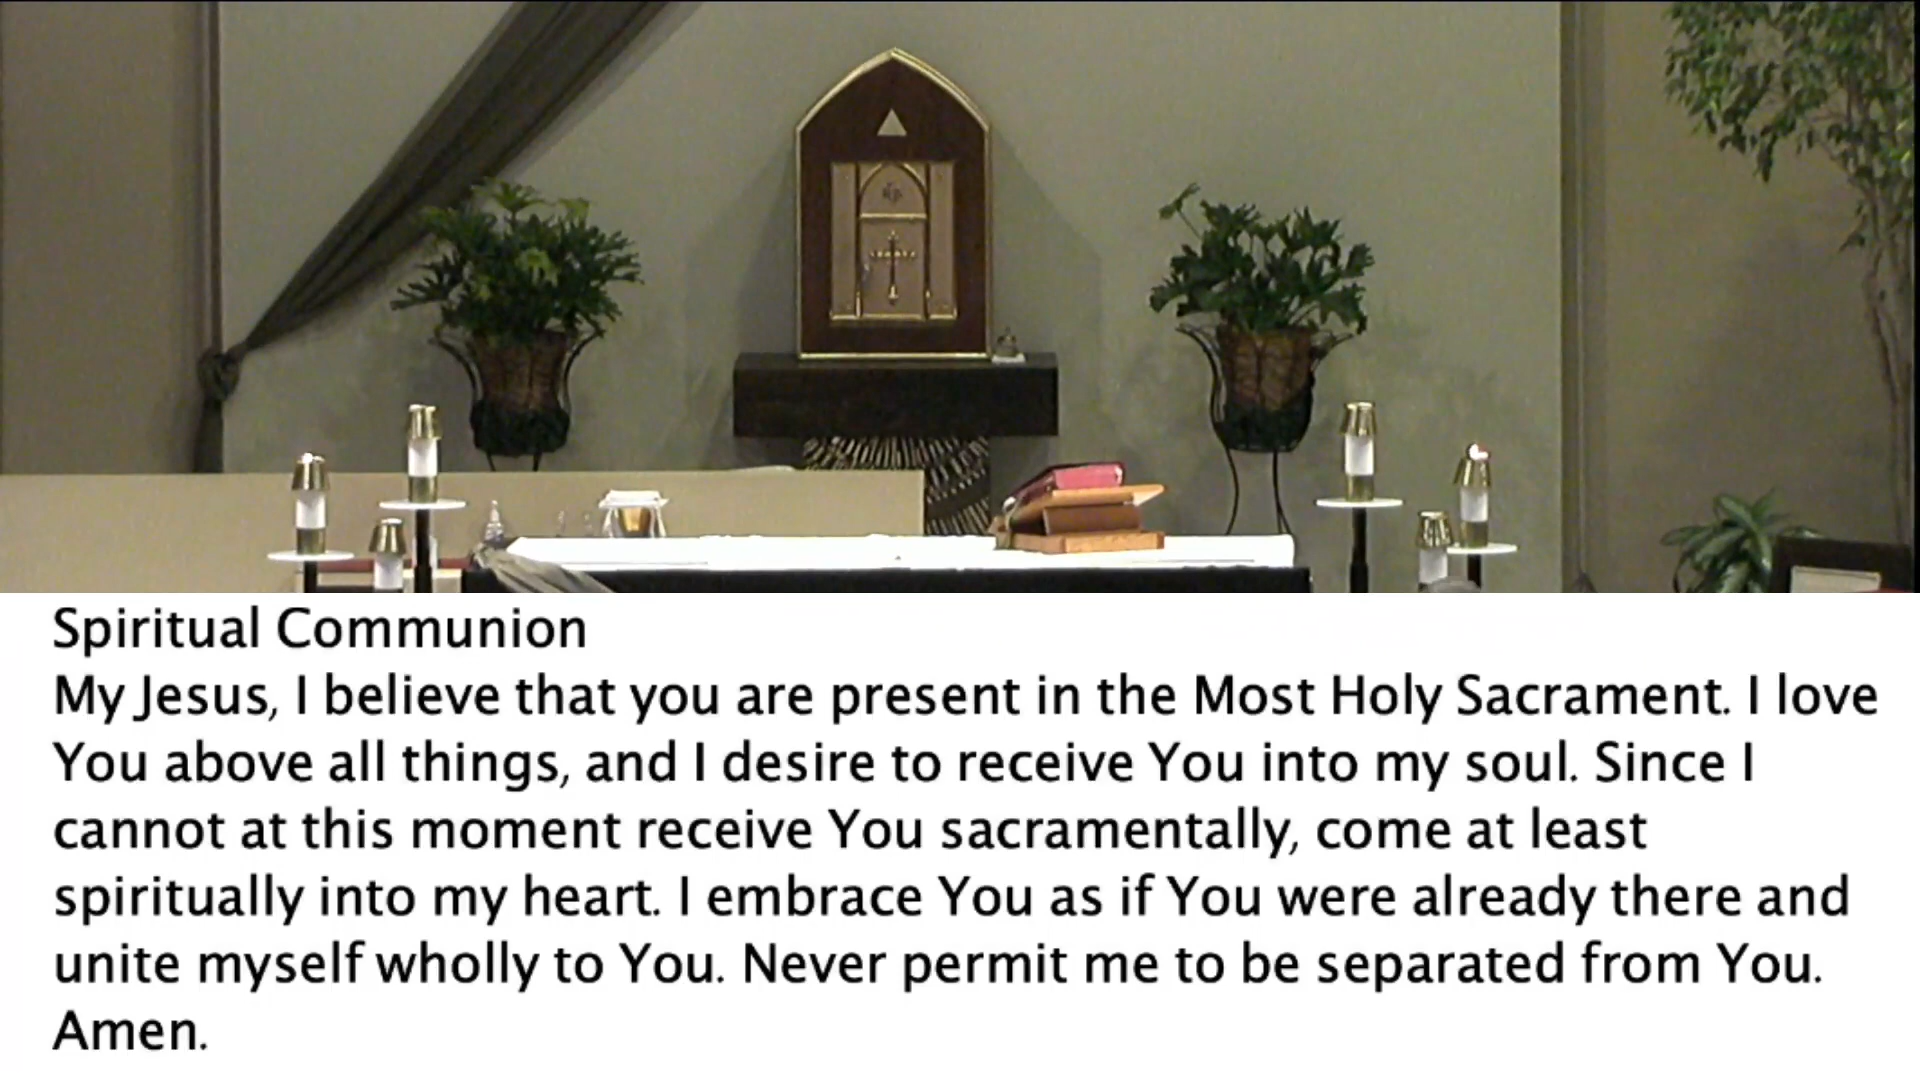 Spiritual Communion
My Jesus, I believe that you are present in the Most Holy Sacrament. I love
You above all things, and I desire to receive You into my soul. Since I
cannot at this moment receive You sacramentally, come at least
spiritually into my heart. I embrace You as if You were already there and
unite myself wholly to You. Never permit me to be separated from You.
Amen.